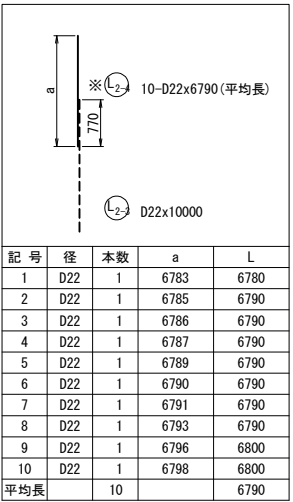 a
※ L2-4 10-D22x6790(平均長)
770
L2-3 D22x10000
記 号 径 本数 a L
1 D22 1 6783 6780
2 D22 1 6785 6790
3 D22 1 6786 6790
4 D22 1 6787 6790
5 D22 1 6789 6790
6 D22 1 6790 6790
7 D22 1 6791 6790
8 D22 1 6793 6790
9 D22 1 6796 6800
10 D22 1 6798 6800
平均長 10 6790